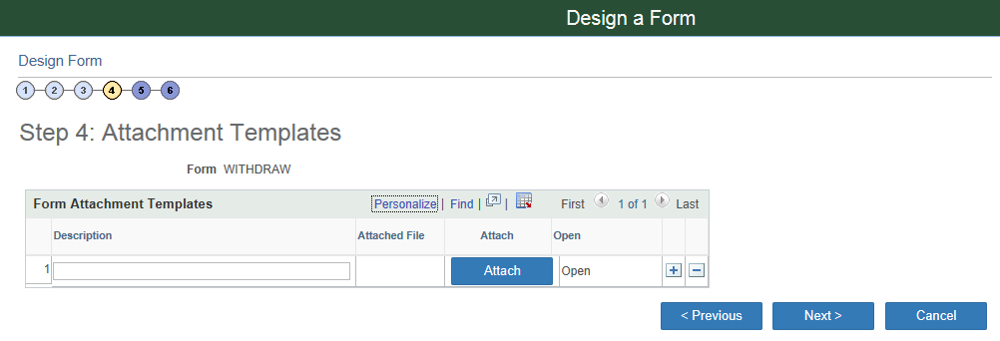 Design a Form
Design Form
1 2 3 4 5 6
Step 4: Attachment Templates
Form WITHDRAW
Form Attachment Templates Personalize | Find | | First 1 of 1 Last
Description Attached File Attach Open
1 Attach Open
< Previous Next > Cancel